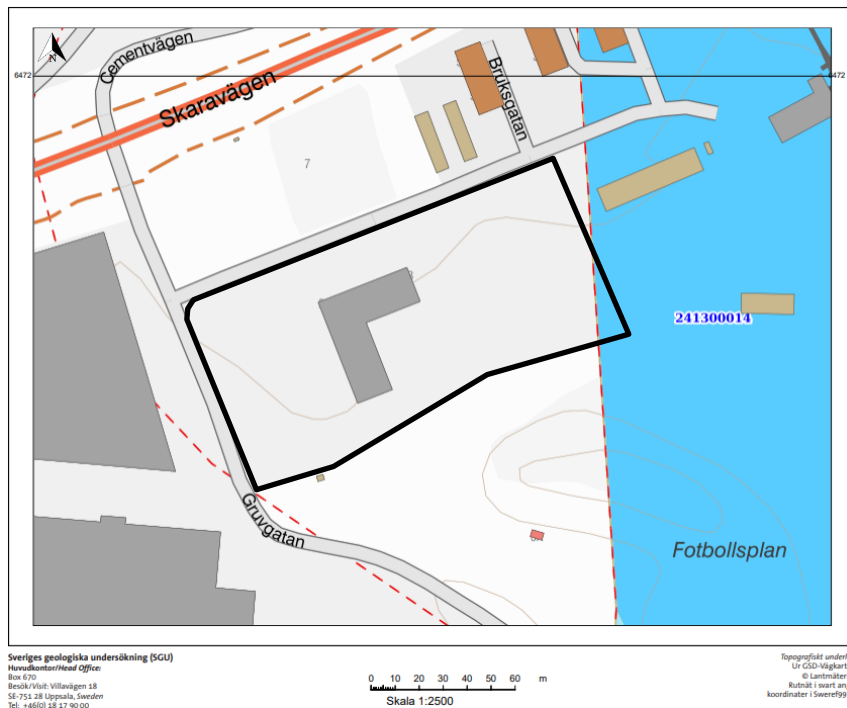 N
Cementvägen
Skaravägen
Bruksgatan
6472
6472
7
241300014
Gruvgatan
Fotbollsplan
Sveriges geologiska undersökning (SGU)
Huvudkontor/Head Office:
Box 670
Besök/Visit: Villavägen 18
SE-751 28 Uppsala, Sweden
Tel: +46(0) 18 17 90 00
0 10 20 30 40 50 60 m
Skala 1:2500
Topografiskt underl
Ur GSD-Vägkart
© Lantmäter
Rutnät i svart an
koordinater i Sweref99